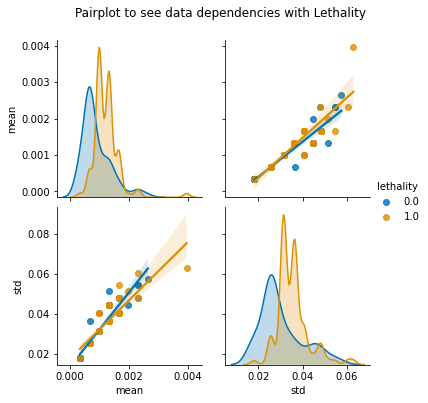 Pairplot to see data dependencies with Lethality
0.004
0.003
0.002
0.001
0.000
mean
lethality
0.0
1.0
0.08
0.06
0.04
0.02
std
0.000 0.002 0.004
mean
0.02 0.04 0.06
std